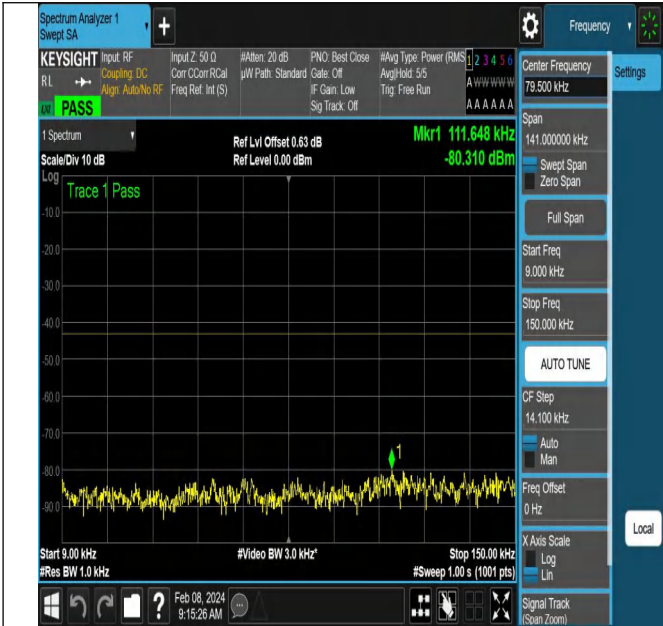 Spectrum Analyzer 1
Swept SA
+
Frequency
KEYSIGHT
RL
PASS
Input: RF
Coupling: DC
Align: Auto/No RF
Input Z: 50 Ω
Corr CCorr RCal
Freq Ref: Int (S)
#Atten: 20 dB
µW Path: Standard
PNO: Best Close
Gate: Off
IF Gain: Low
Sig Track: Off
#Avg Type: Power (RMS
Avg|Hold: 5/5
Trig: Free Run
1 2 3 4 5 6
A W W W W W
A A A A A A
1 Spectrum
Scale/Div 10 dB
Ref Lvl Offset 0.63 dB
Ref Level 0.00 dBm
Mkr1 111.648 kHz
-80.310 dBm
Log
Trace 1 Pass
-10.0
-20.0
-30.0
-40.0
-50.0
-60.0
-70.0
-80.0
-90.0
1
Start 9.00 kHz
#Res BW 1.0 kHz
#Video BW 3.0 kHz*
Stop 150.00 kHz
#Sweep 1.00 s (1001 pts)
?
Feb 08, 2024
9:15:26 AM
Center Frequency
79.500 kHz
Span
141.000000 kHz
Swept Span
Zero Span
Full Span
Start Freq
9.000 kHz
Stop Freq
150.000 kHz
AUTO TUNE
CF Step
14.100 kHz
Auto
Man
Freq Offset
0 Hz
X Axis Scale
Log
Lin
Signal Track
(Span Zoom)
Settings
Local